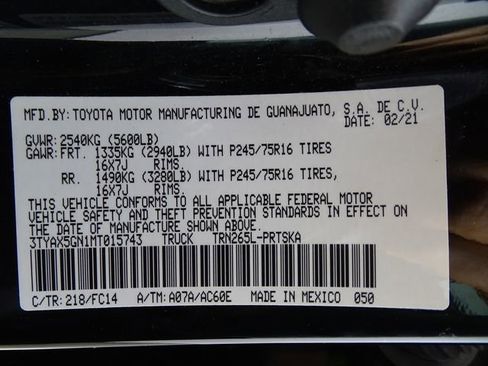 MFD.BY: TOYOTA MOTOR MANUFACTURING DE GUANAJUATO, S.A. DE C.V.
DATE: 02/21
GVWR: 2540KG (5600LB)
GAWR: FRT. 1335KG (2940LB) WITH P245/75R16 TIRES
16X7J RIMS.
RR. 1490KG (3280LB) WITH P245/75R16 TIRES
16X7J RIMS.
THIS VEHICLE CONFORMS TO ALL APPLICABLE FEDERAL MOTOR
VEHICLE SAFETY AND THEFT PREVENTION STANDARDS IN EFFECT ON
THE DATE OF MANUFACTURE SHOWN ABOVE.
3TYAX5GN1MT015743 TRUCK TRN265L-PRTSKA
C/TR: 218/FC14 A/TM: A07A/AC60E MADE IN MEXICO 050